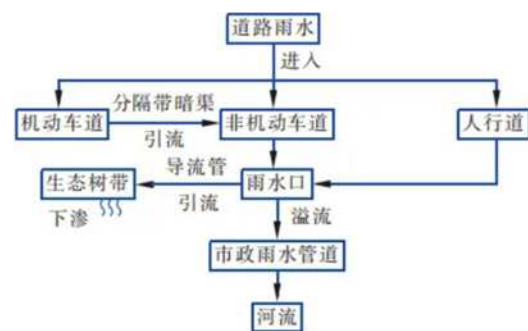 道路雨水
进入
分隔带暗渠
机动车道
非机动车道
人行道
引流
导流管
生态树带
雨水口
引流
下渗
溢流
市政雨水管道
河流